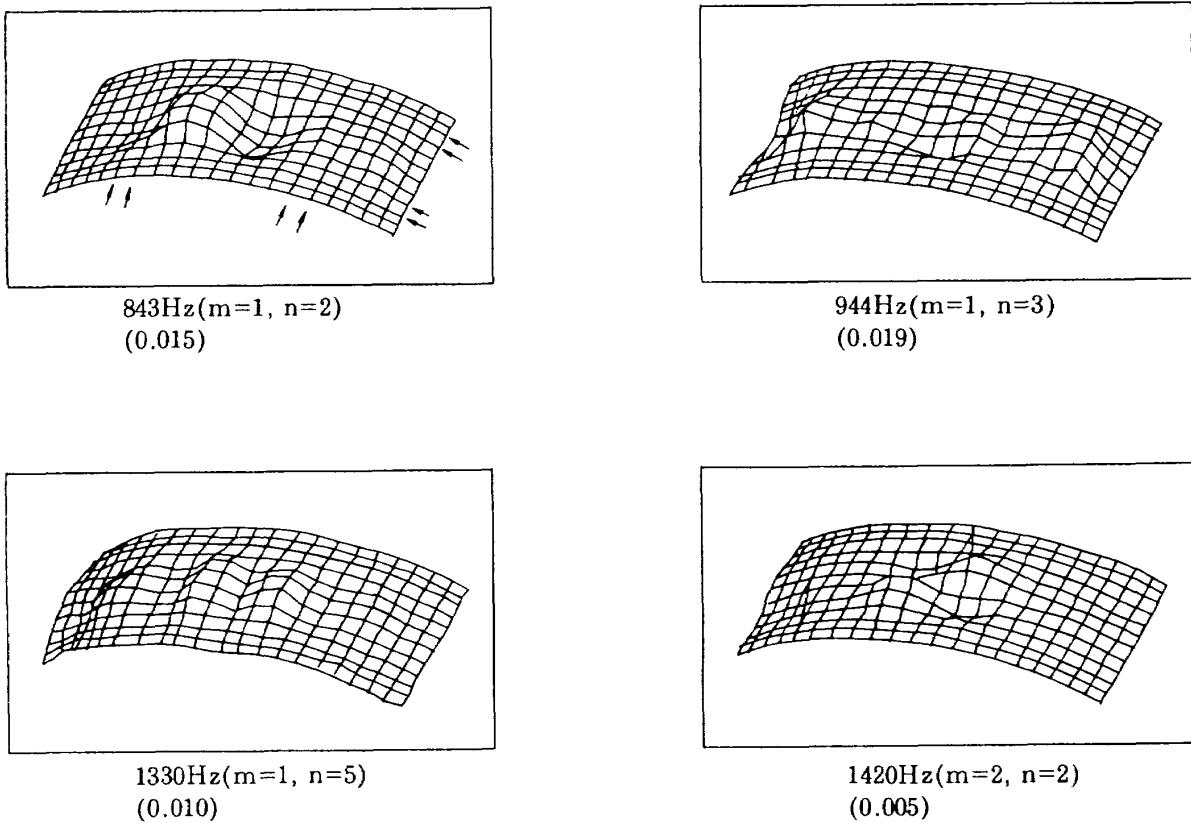 843Hz(m=1, n=2)
(0.015)
944Hz(m=1, n=3)
(0.019)
1330Hz(m=1, n=5)
(0.010)
1420Hz(m=2, n=2)
(0.005)